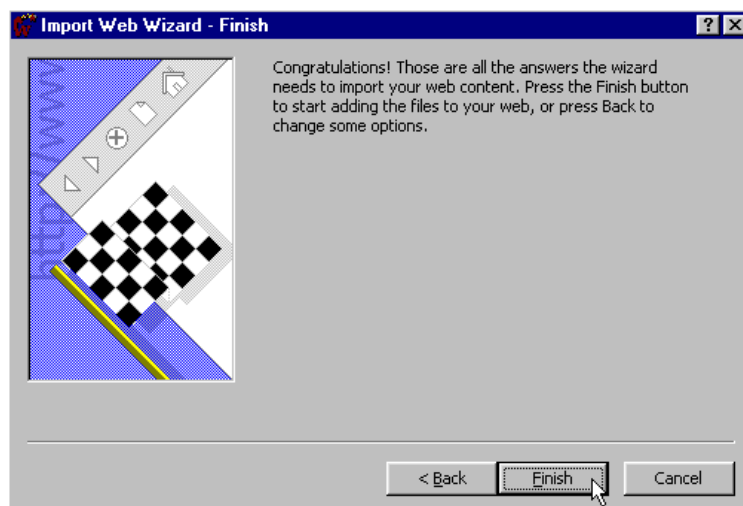 Import Web Wizard - Finish
Congratulations! Those are all the answers the wizard
needs to import your web content. Press the Finish button
to start adding the files to your web, or press Back to
change some options.
http://www
< Back
Finish
Cancel